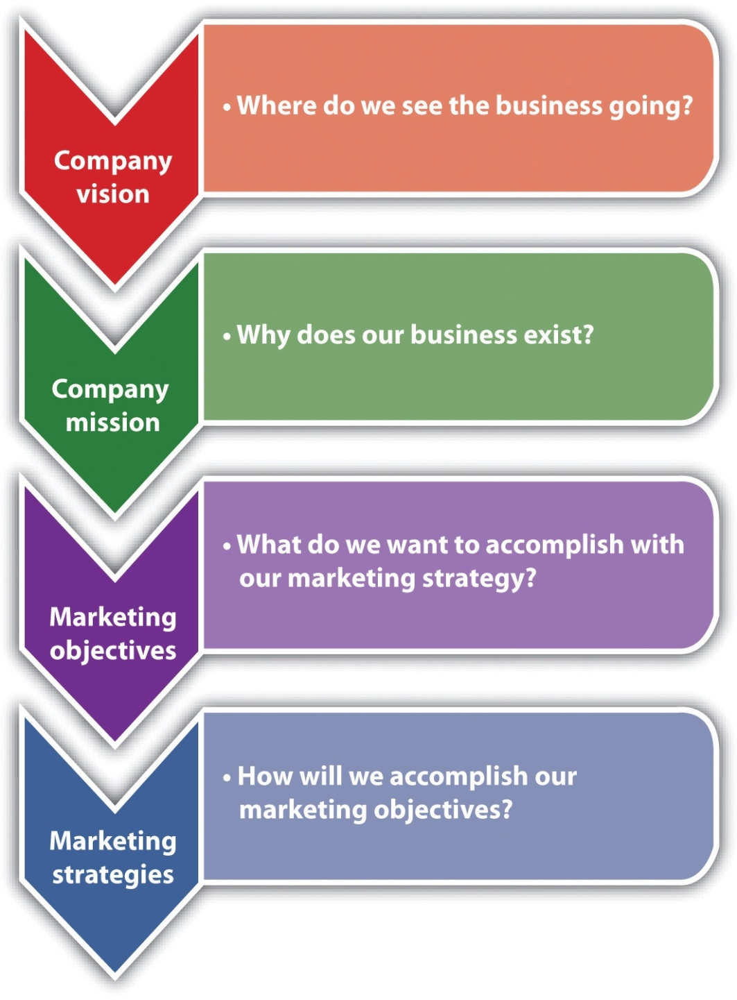 Company
vision
• Where do we see the business going?
Company
mission
• Why does our business exist?
Marketing
objectives
• What do we want to accomplish with
our marketing strategy?
Marketing
strategies
• How will we accomplish our
marketing objectives?